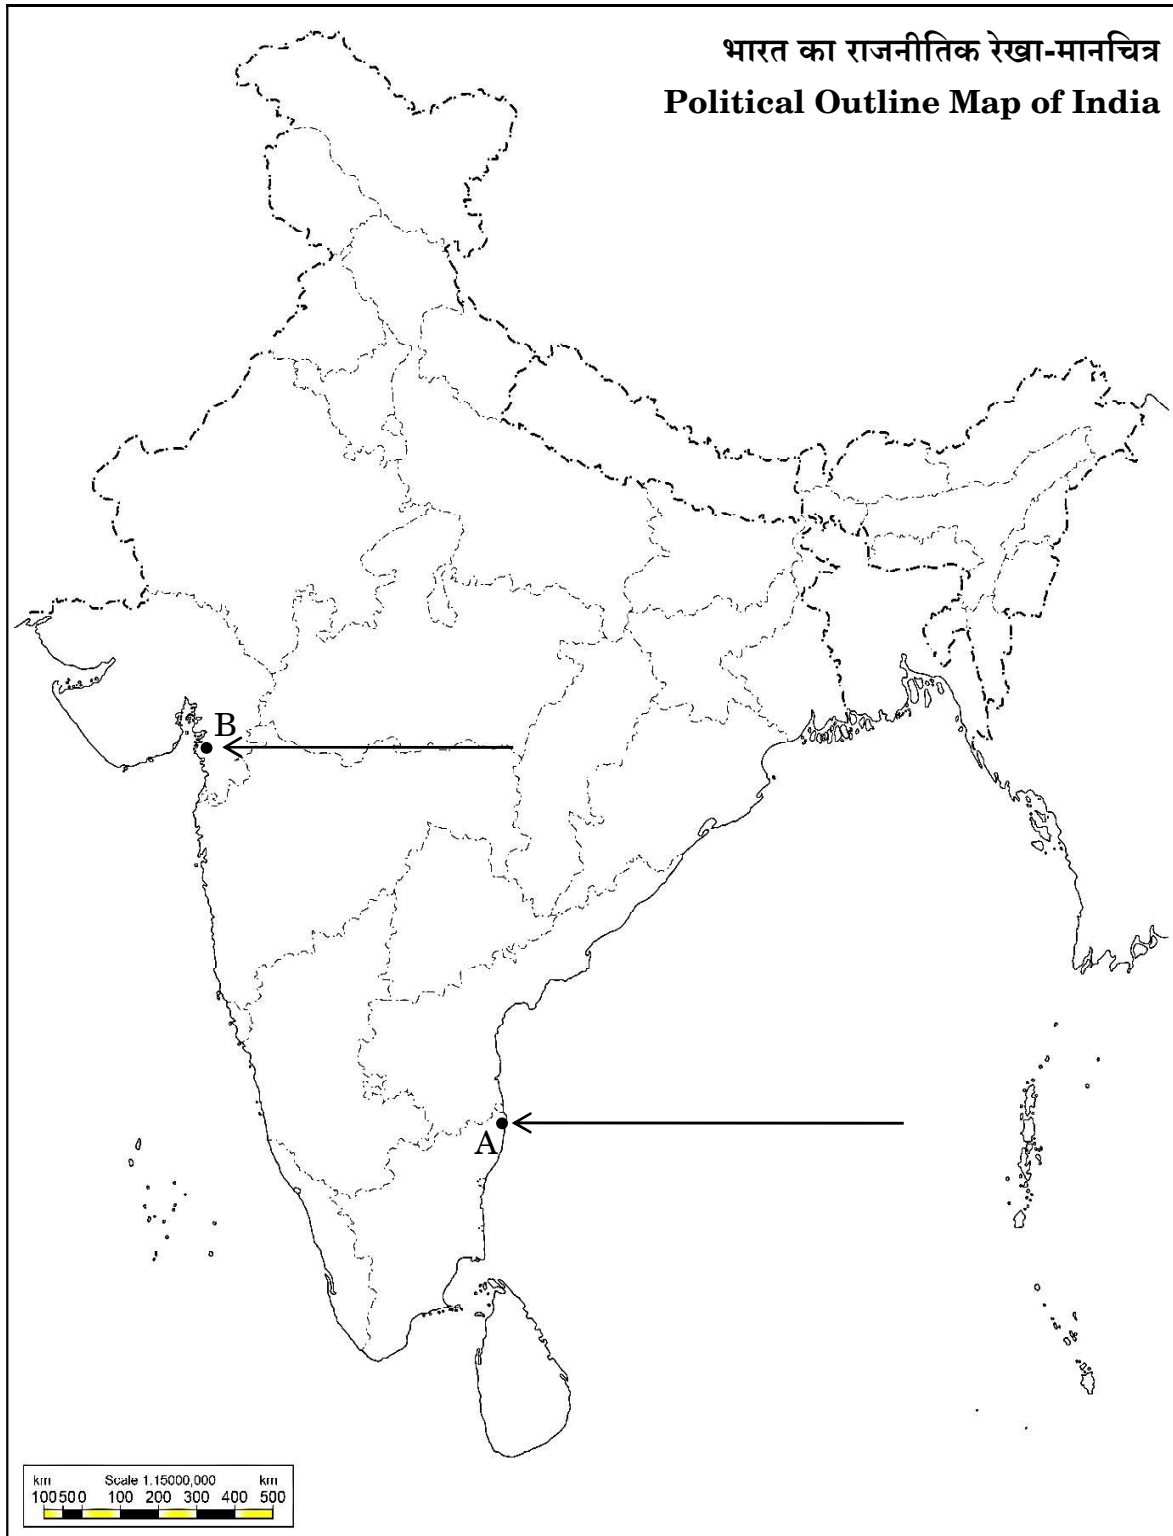 भारत का राजनीतिक रेखा-मानचित्र
Political Outline Map of India
B
A
km Scale 1:15000,000 km
100 50 0 100 200 300 400 500